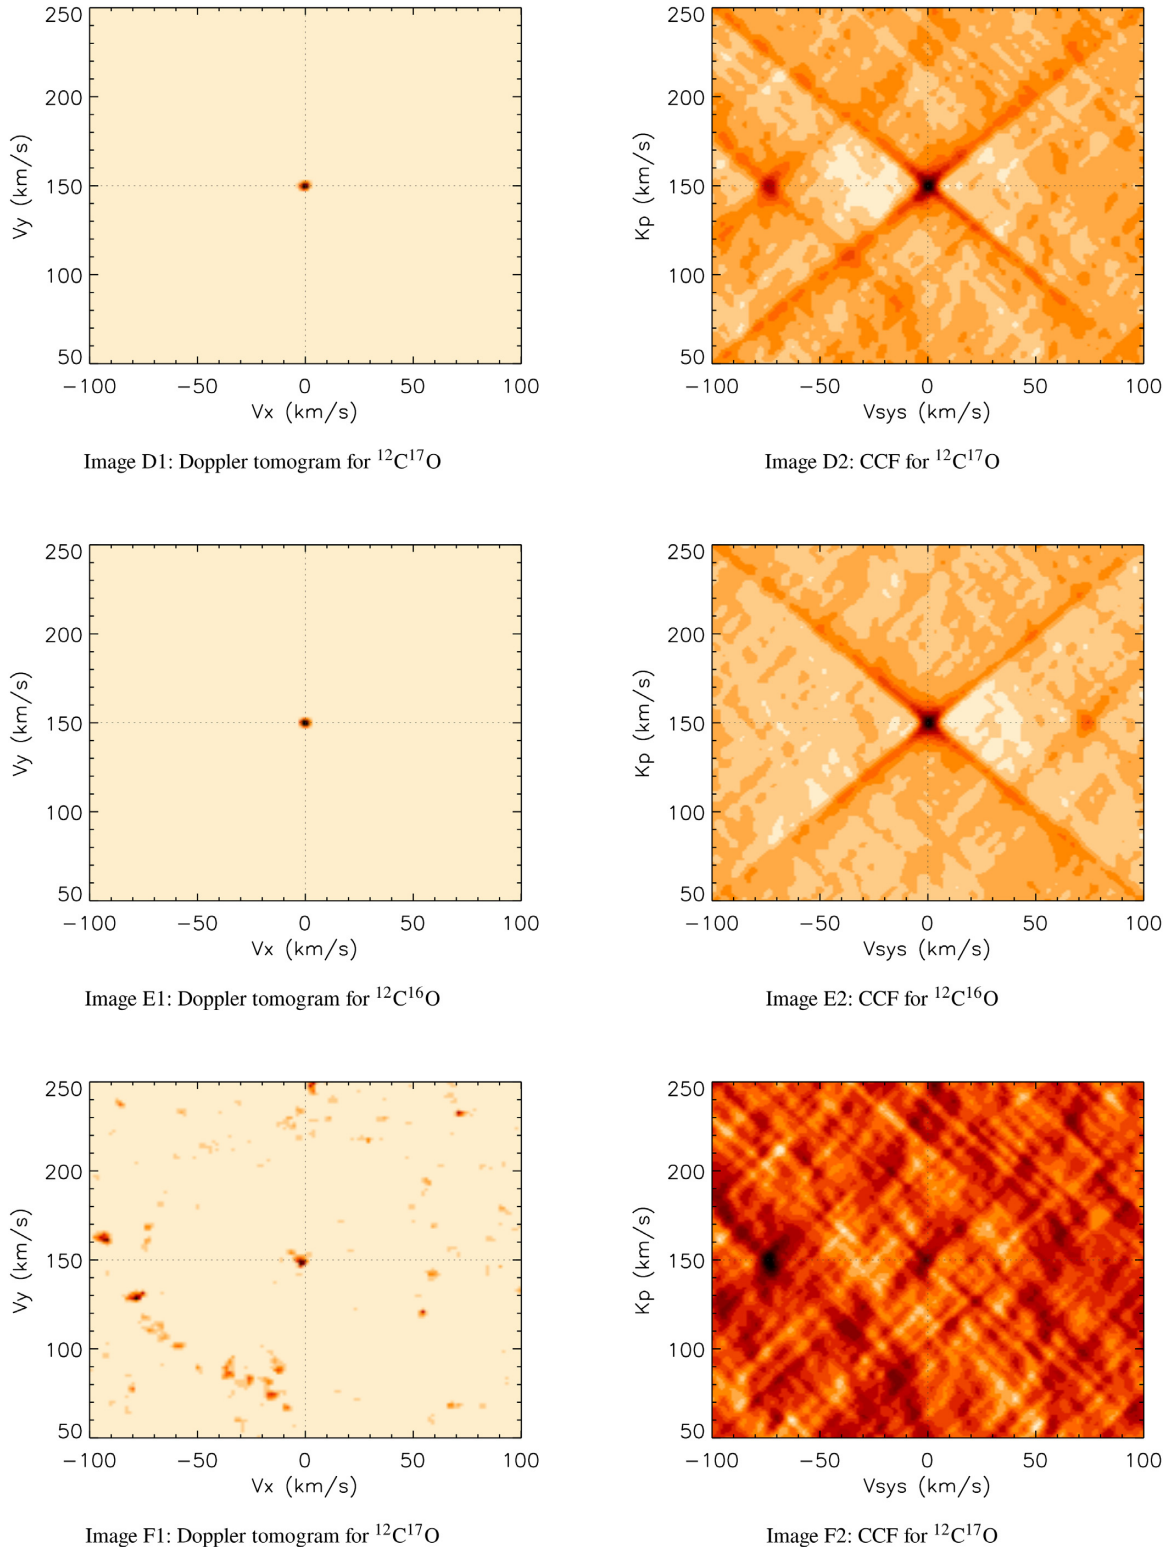 250
200
150
100
50
Vy (km/s)
−100 −50 0 50 100
Vx (km/s)
Image D1: Doppler tomogram for ¹²C¹⁷O
250
200
150
100
50
Kp (km/s)
−100 −50 0 50 100
Vsys (km/s)
Image D2: CCF for ¹²C¹⁷O
250
200
150
100
50
Vy (km/s)
−100 −50 0 50 100
Vx (km/s)
Image E1: Doppler tomogram for ¹²C¹⁶O
250
200
150
100
50
Kp (km/s)
−100 −50 0 50 100
Vsys (km/s)
Image E2: CCF for ¹²C¹⁶O
250
200
150
100
50
Vy (km/s)
−100 −50 0 50 100
Vx (km/s)
Image F1: Doppler tomogram for ¹²C¹⁷O
250
200
150
100
50
Kp (km/s)
−100 −50 0 50 100
Vsys (km/s)
Image F2: CCF for ¹²C¹⁷O